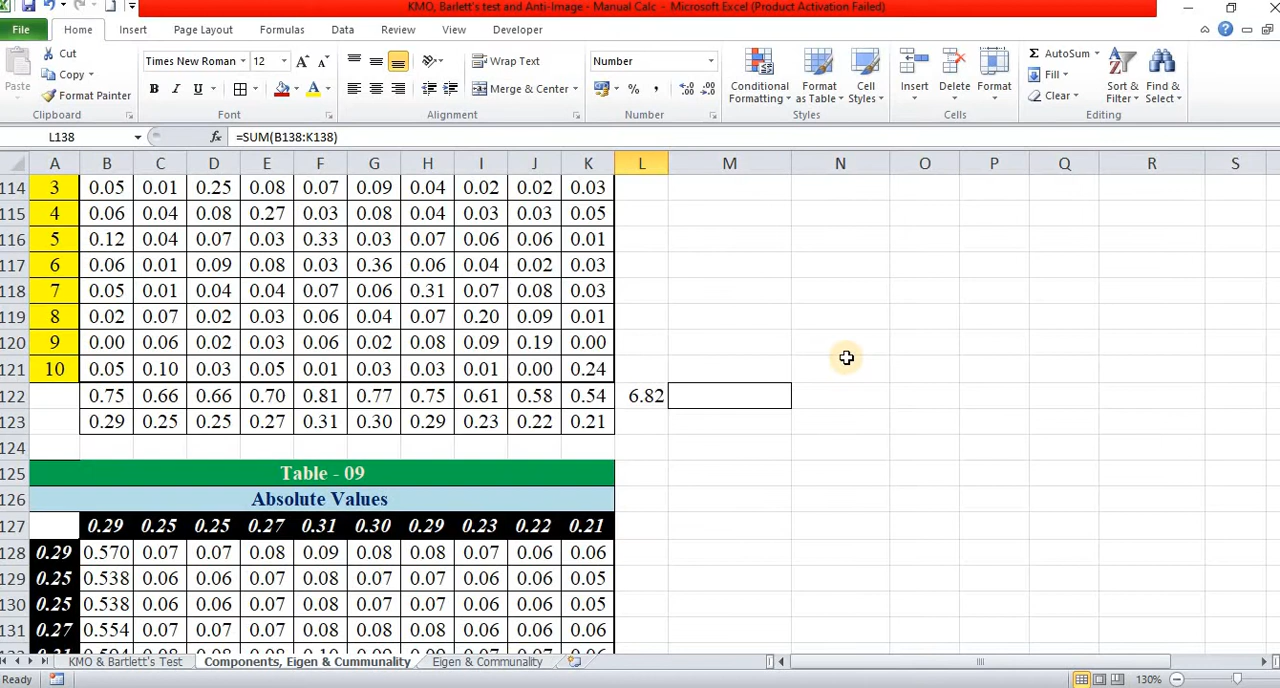 KMO, Barlett's test and Anti-Image - Manual Calc - Microsoft Excel (Product Activation Failed)
File Home Insert Page Layout Formulas Data Review View Developer
Paste Cut Times New Roman 12 A A Wrap Text Number Conditional Formatting Format as Table Cell Styles Insert Delete Format Σ AutoSum Sort & Filter Find & Select
Copy B I U A Merge & Center % , Fill
Format Painter Clear
Clipboard Font Alignment Number Styles Cells Editing
L138 fx =SUM(B138:K138)
A B C D E F G H I J K L M N O P Q R S
114 3 0.05 0.01 0.25 0.08 0.07 0.09 0.04 0.02 0.02 0.03
115 4 0.06 0.04 0.08 0.27 0.03 0.08 0.04 0.03 0.03 0.05
116 5 0.12 0.04 0.07 0.03 0.33 0.03 0.07 0.06 0.06 0.01
117 6 0.06 0.01 0.09 0.08 0.03 0.36 0.06 0.04 0.02 0.03
118 7 0.05 0.01 0.04 0.04 0.07 0.06 0.31 0.07 0.08 0.03
119 8 0.02 0.07 0.02 0.03 0.06 0.04 0.07 0.20 0.09 0.01
120 9 0.00 0.06 0.02 0.03 0.06 0.02 0.08 0.09 0.19 0.00
121 10 0.05 0.10 0.03 0.05 0.01 0.03 0.03 0.01 0.00 0.24
122 0.75 0.66 0.66 0.70 0.81 0.77 0.75 0.61 0.58 0.54 6.82
123 0.29 0.25 0.25 0.27 0.31 0.30 0.29 0.23 0.22 0.21
124
125 Table - 09
126 Absolute Values
127 0.29 0.25 0.25 0.27 0.31 0.30 0.29 0.23 0.22 0.21
128 0.29 0.570 0.07 0.07 0.08 0.09 0.08 0.08 0.07 0.06 0.06
129 0.25 0.538 0.06 0.06 0.07 0.08 0.07 0.07 0.06 0.06 0.05
130 0.25 0.538 0.06 0.06 0.07 0.08 0.07 0.07 0.06 0.06 0.05
131 0.27 0.554 0.07 0.07 0.07 0.08 0.08 0.08 0.06 0.06 0.06
KMO & Bartlett's Test Components, Eigen & Cummunality Eigen & Communality
Ready 130%